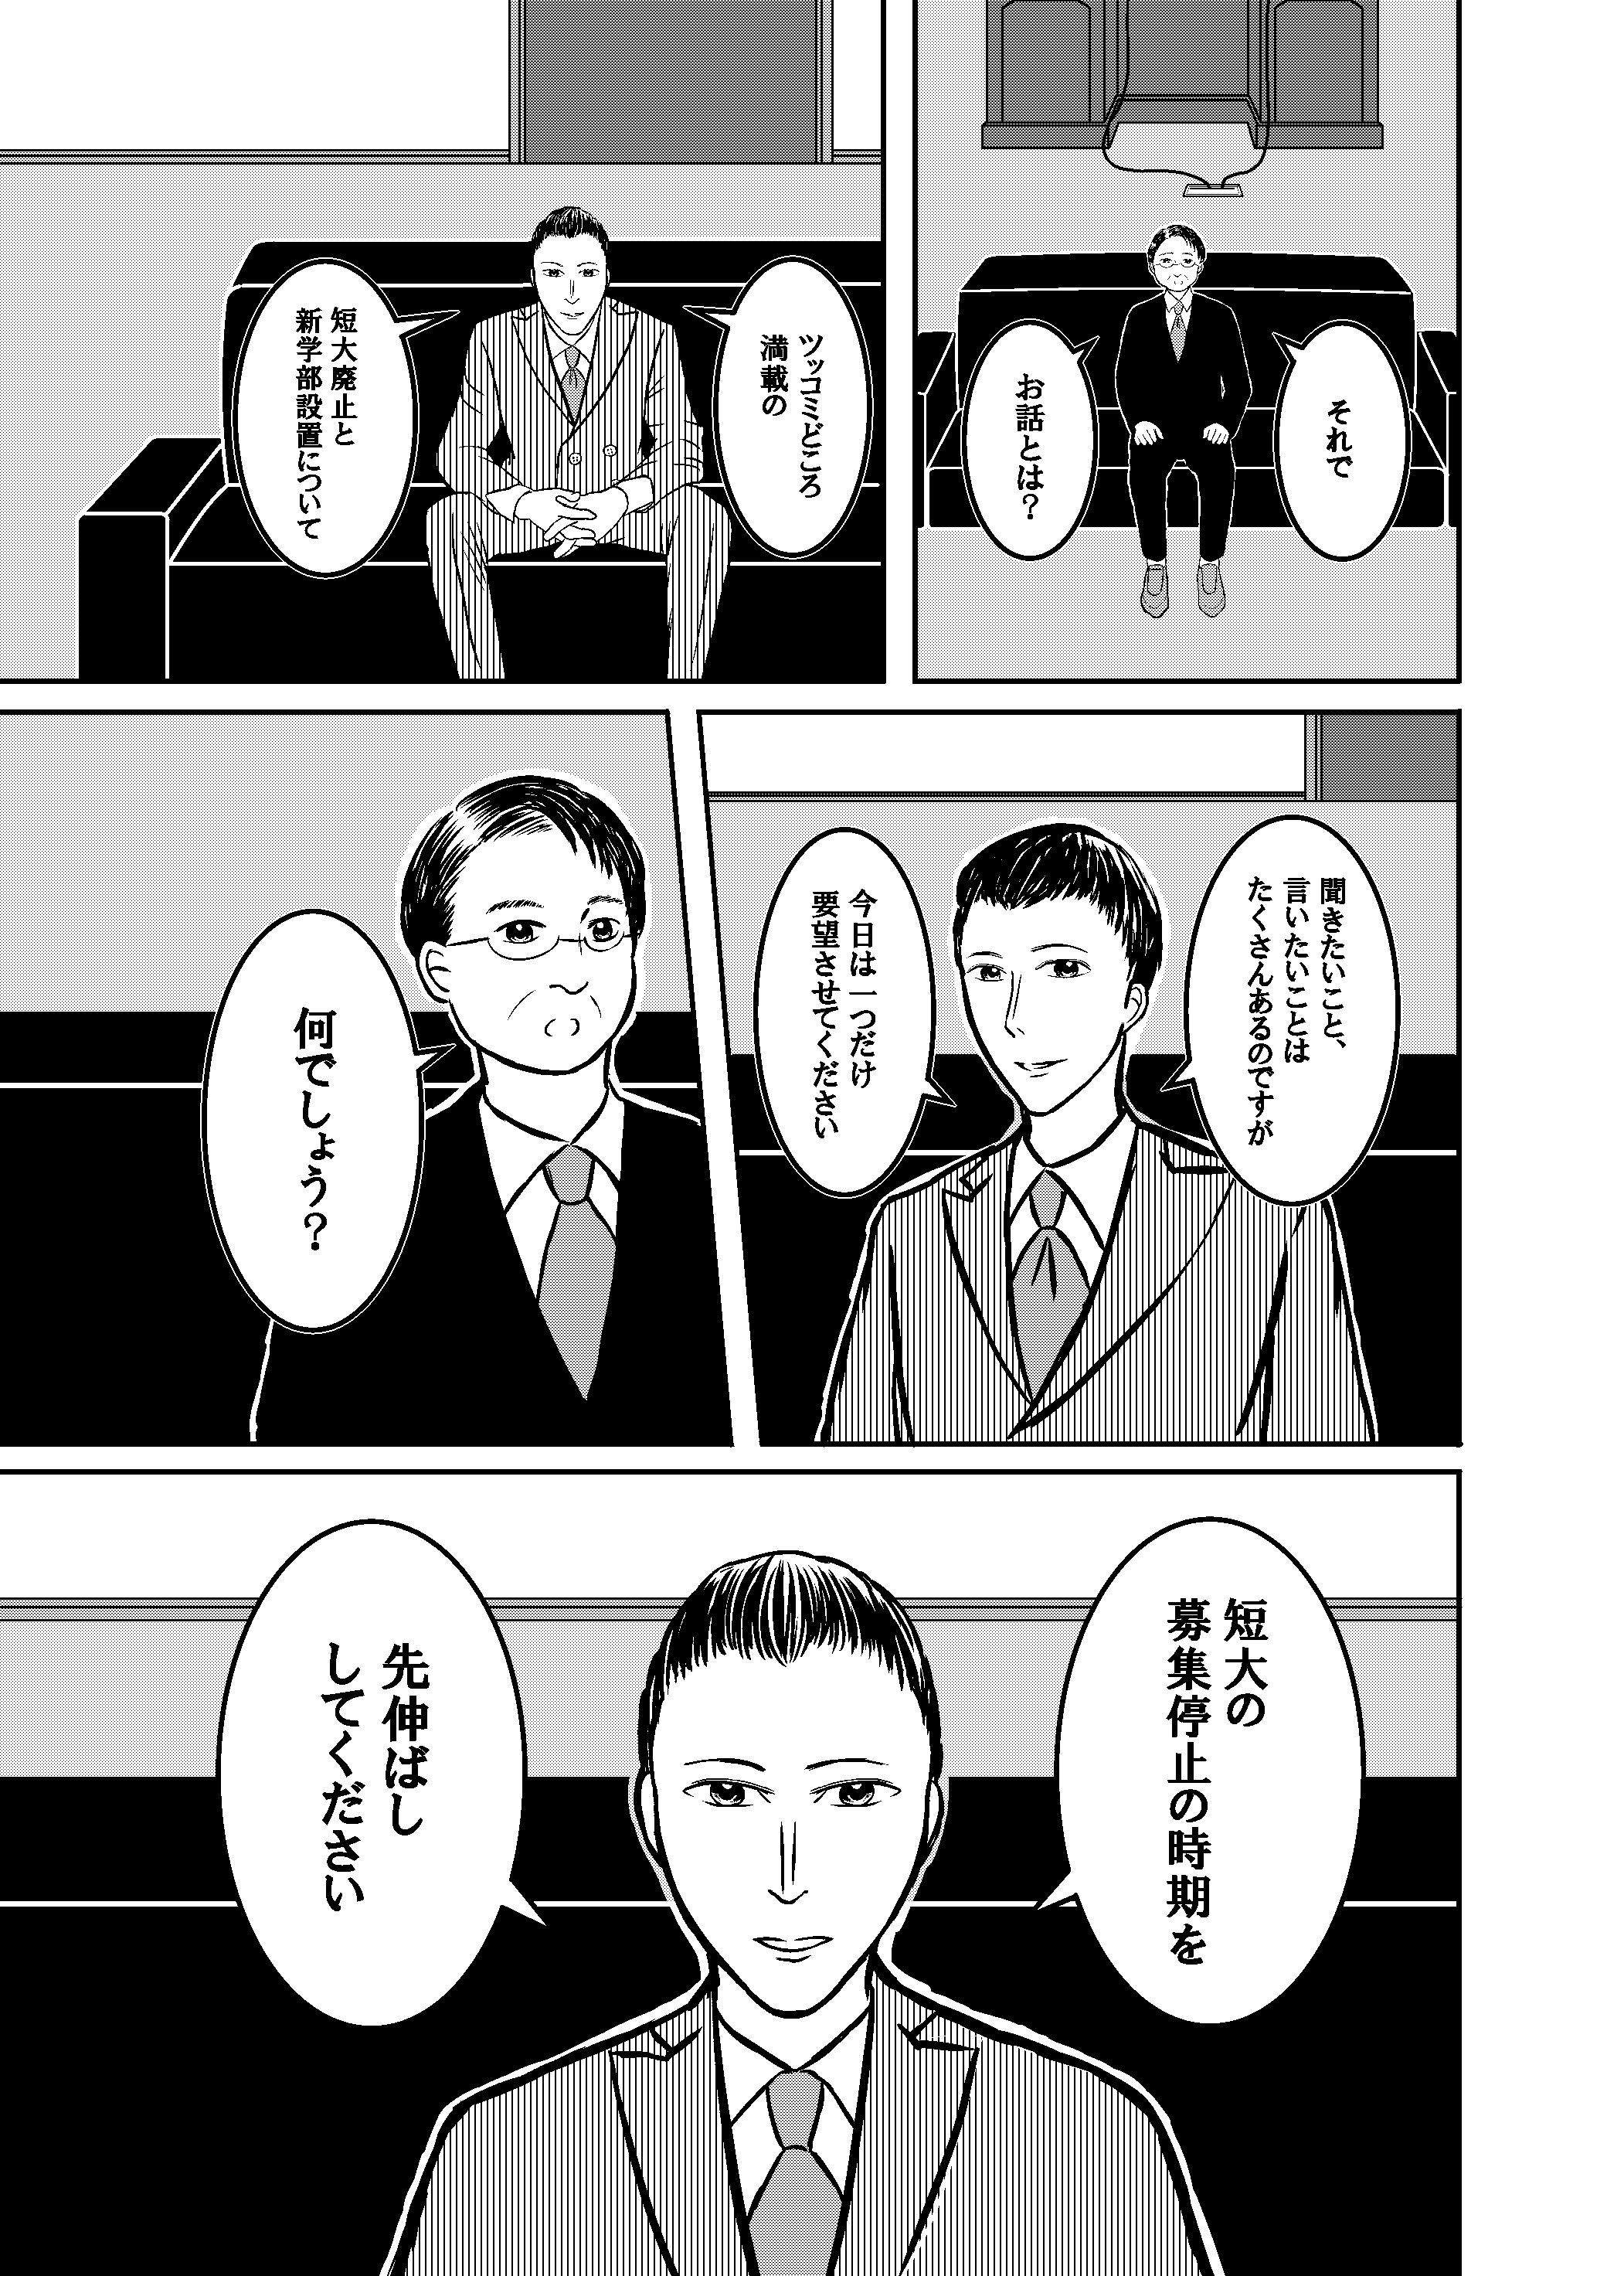 それで
お話とは？
ツッコミどころ
満載の
短大廃止と
新学部設置について
聞きたいこと、
言いたいことは
たくさんあるのですが
今日は一つだけ
要望させてください
何でしょう？
短大の
募集停止の時期を
先伸ばし
してください